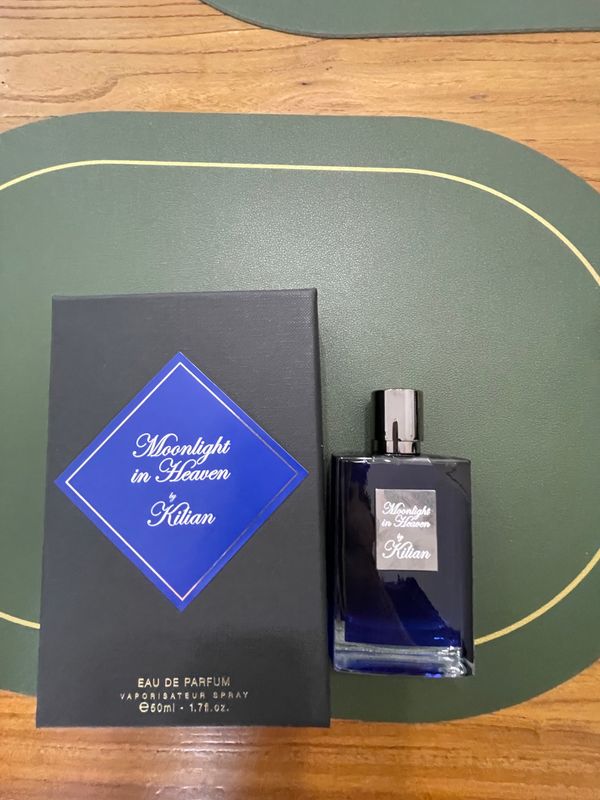 Moonlight
in Heaven
by
Kilian
EAU DE PARFUM
VAPORISATEUR SPRAY
℮50ml - 1.7fl.oz.
Moonlight
in Heaven
by
Kilian